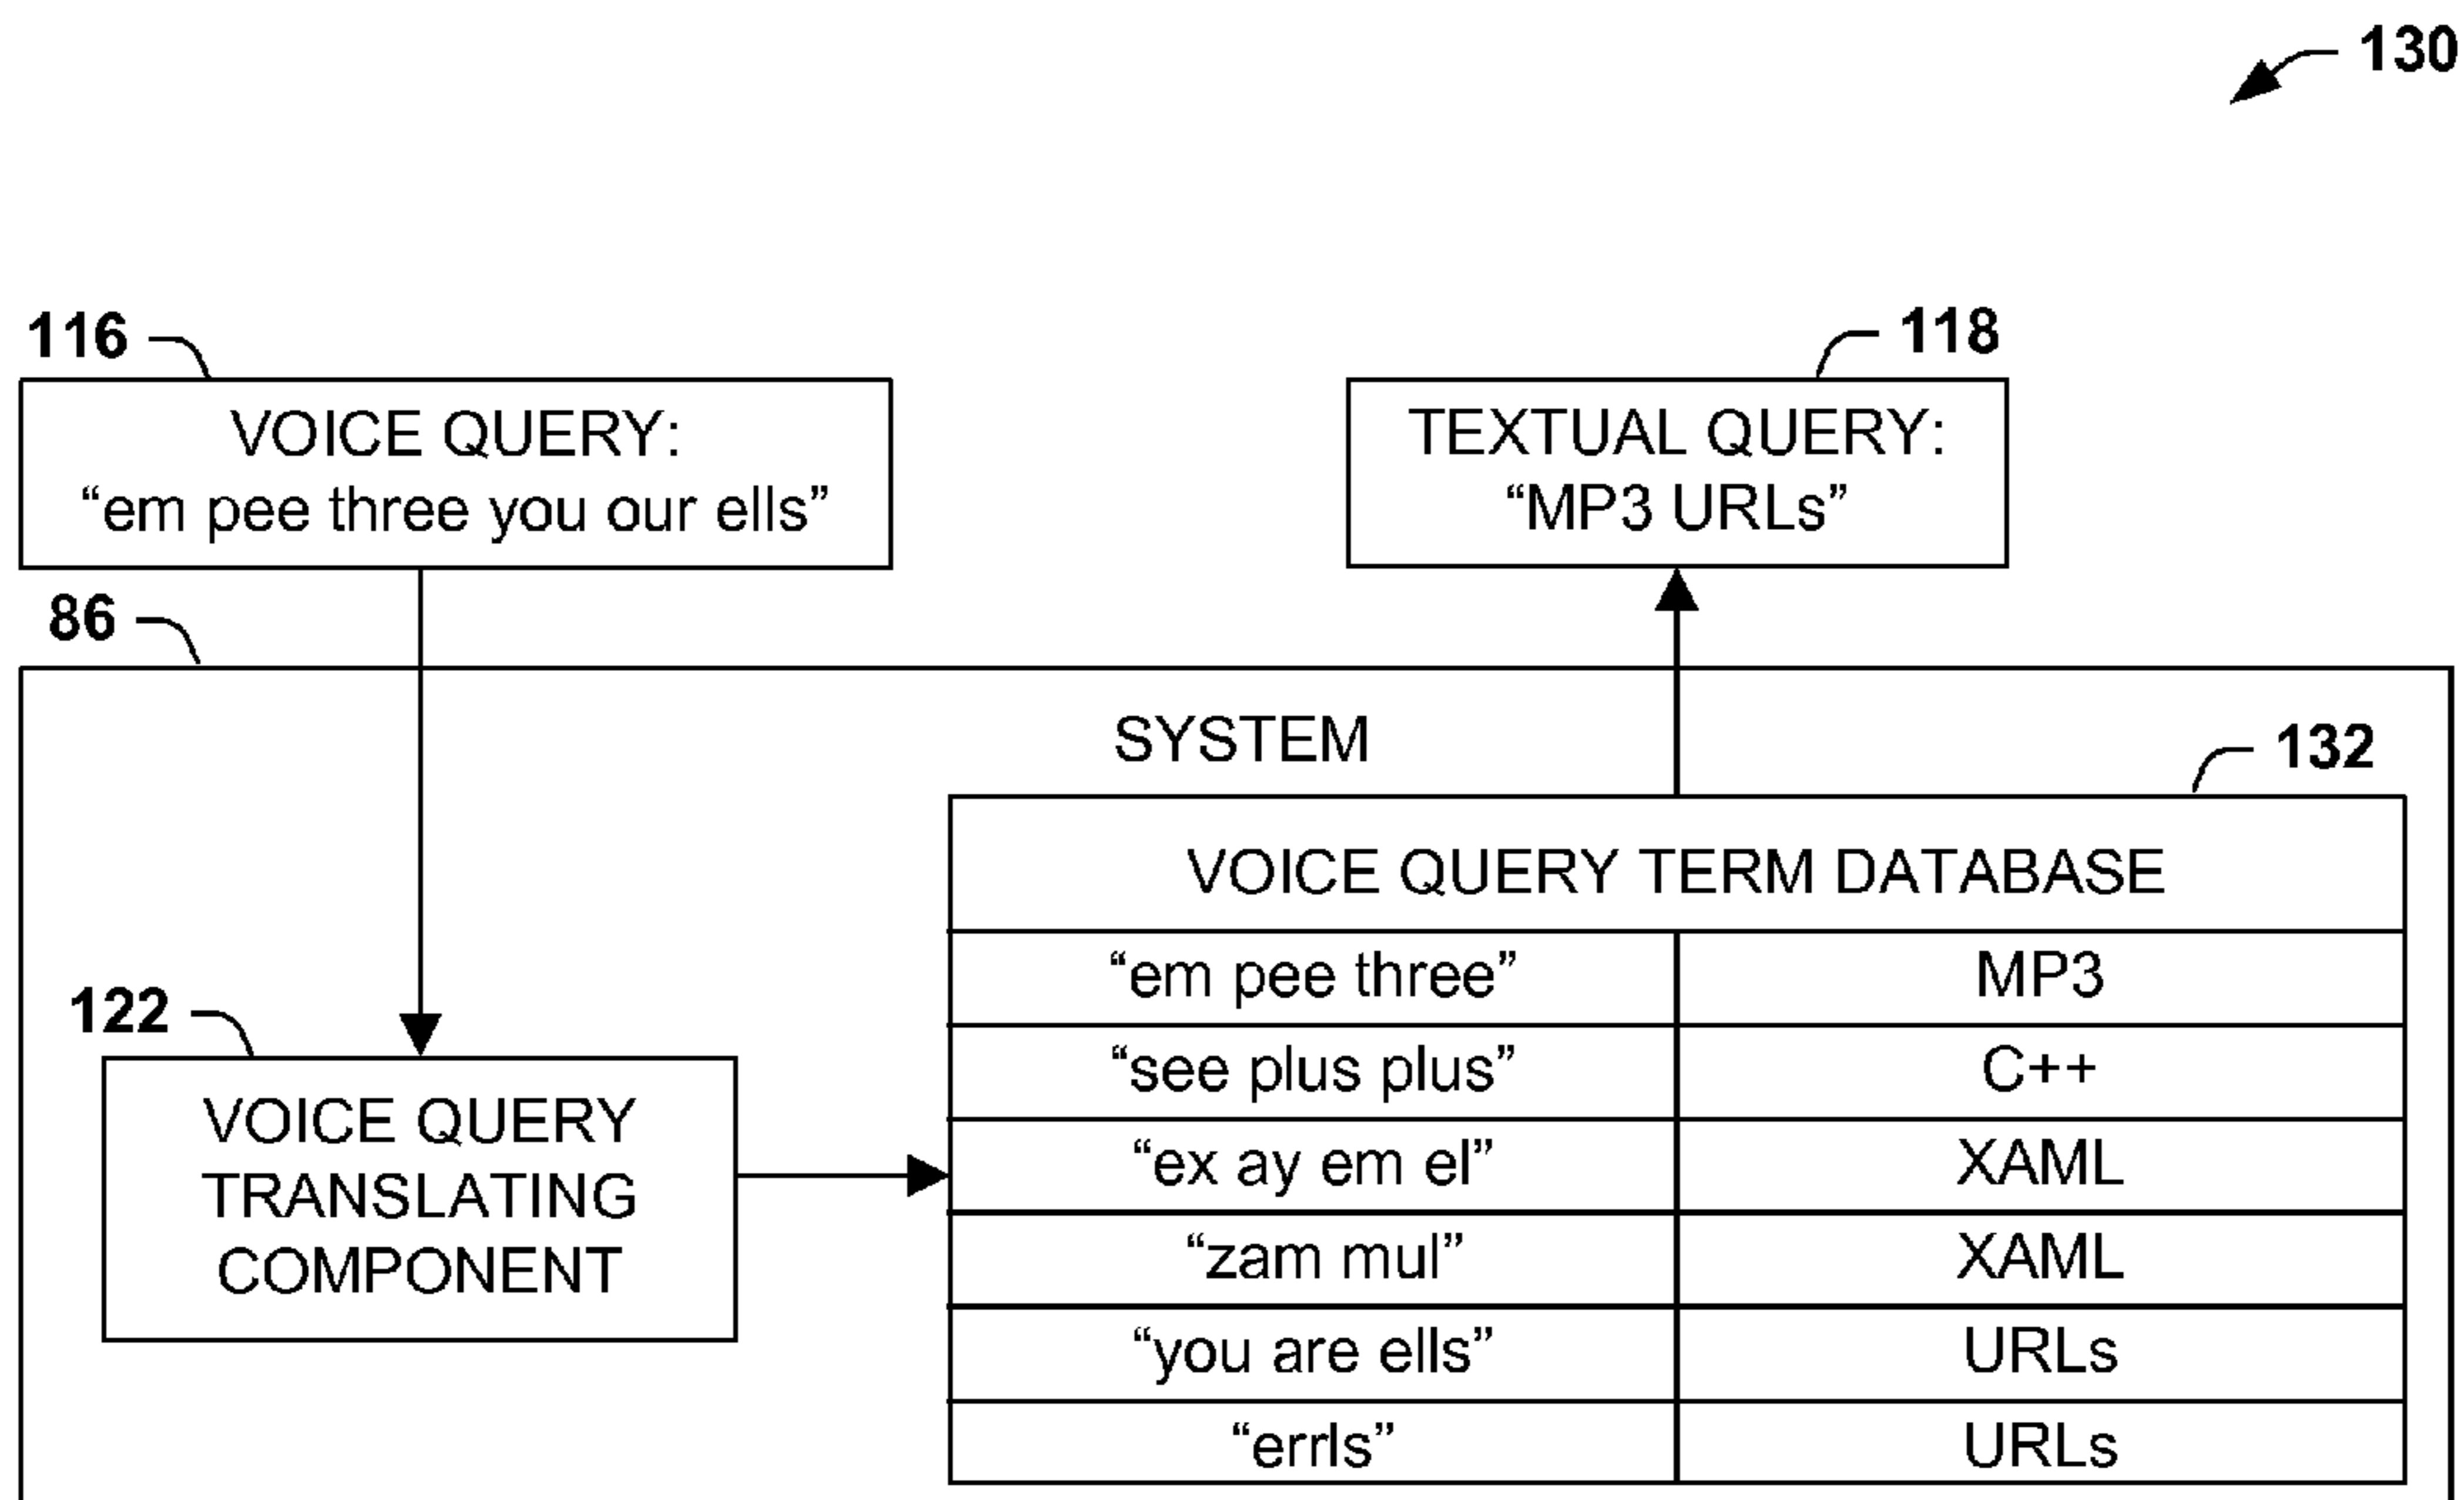 130
116
118
VOICE QUERY:
“em pee three you our ells”
TEXTUAL QUERY:
“MP3 URLs”
86
SYSTEM
132
VOICE QUERY TERM DATABASE
“em pee three” MP3
“see plus plus” C++
“ex ay em el” XAML
“zam mul” XAML
“you are ells” URLs
“errls” URLs
122
VOICE QUERY
TRANSLATING
COMPONENT